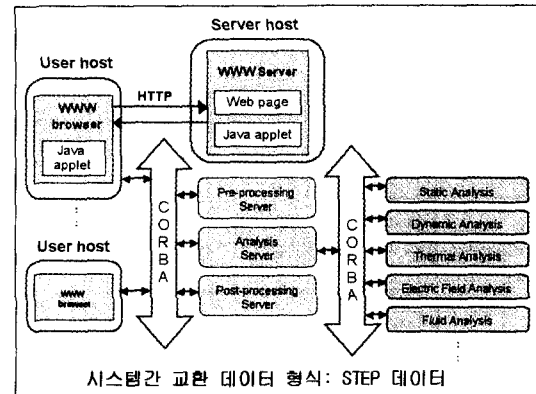 Server host
User host
WWW Server
HTTP
WWW
browser
Web page
Java applet
Java
applet
CORBA
Pre-processing
Server
Analysis
Server
Post-processing
Server
CORBA
Static Analysis
Dynamic Analysis
Thermal Analysis
Electric Field Analysis
Fluid Analysis
User host
WWW
browser
시스템간 교환 데이터 형식: STEP 데이터